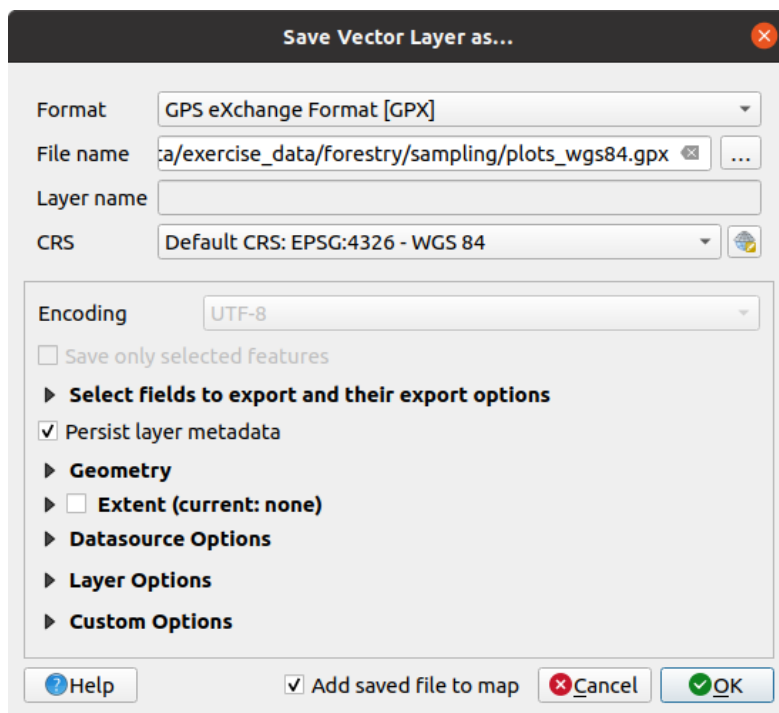 Save Vector Layer as...
Format GPS eXchange Format [GPX]
File name ta/exercise_data/forestry/sampling/plots_wgs84.gpx ...
Layer name
CRS Default CRS: EPSG:4326 - WGS 84
Encoding UTF-8
Save only selected features
Select fields to export and their export options
Persist layer metadata
Geometry
Extent (current: none)
Datasource Options
Layer Options
Custom Options
Help Add saved file to map Cancel OK